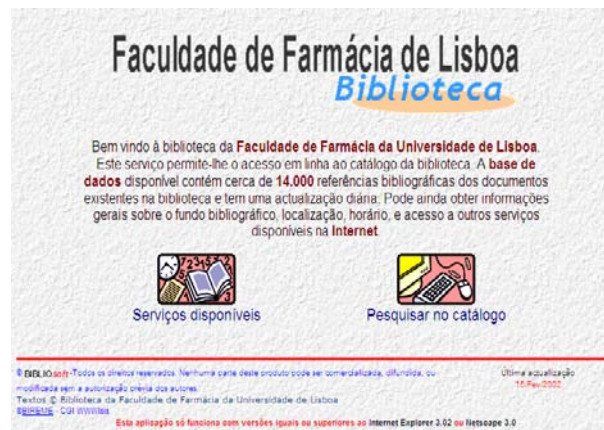 Faculdade de Farmácia de Lisboa
Biblioteca
Bem vindo à biblioteca da Faculdade de Farmácia da Universidade de Lisboa.
Este serviço permite-lhe o acesso em linha ao catálogo da biblioteca. A base de
dados disponível contém cerca de 14.000 referências bibliográficas dos documentos
existentes na biblioteca e tem uma actualização diária. Pode ainda obter informações
gerais sobre o fundo bibliográfico, localização, horário, e acesso a outros serviços
disponíveis na Internet.
Serviços disponíveis
Pesquisar no catálogo
© BIBLIOsoft -Todos os direitos reservados. Nenhuma parte deste produto pode ser comercializada, difundida, ou
modificada sem a autorização prévia dos autores.
Textos © Biblioteca da Faculdade de Farmácia da Universidade de Lisboa
©BIREME - CGI WWWIsis
Última actualização
15/Fev/2002
Esta aplicação só funciona com versões iguais ou superiores ao Internet Explorer 3.02 ou Netscape 3.0